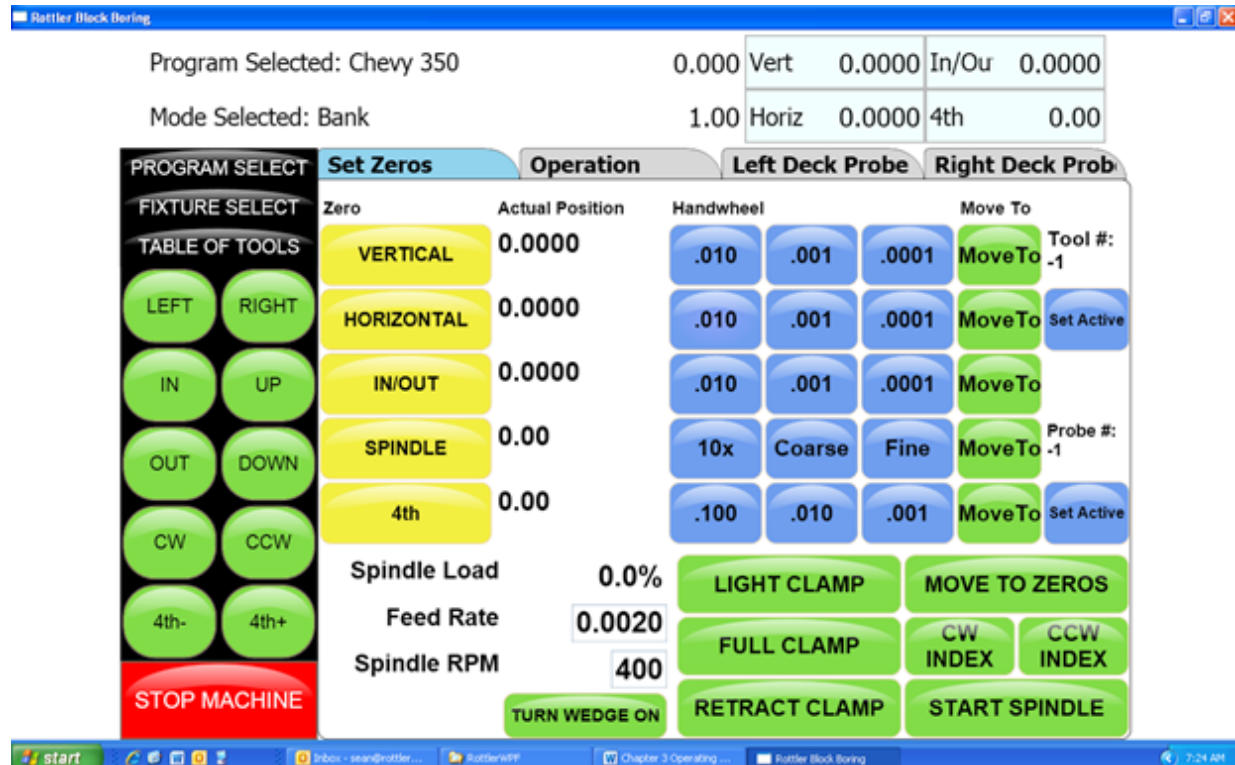 Rottler Block Boring
Program Selected: Chevy 350 0.000 Vert 0.0000 In/Ou 0.0000
Mode Selected: Bank 1.00 Horiz 0.0000 4th 0.00
PROGRAM SELECT Set Zeros Operation Left Deck Probe Right Deck Prob
FIXTURE SELECT Zero Actual Position Handwheel Move To
TABLE OF TOOLS VERTICAL 0.0000 .010 .001 .0001 MoveTo Tool #: -1
LEFT RIGHT HORIZONTAL 0.0000 .010 .001 .0001 MoveTo Set Active
IN UP IN/OUT 0.0000 .010 .001 .0001 MoveTo
OUT DOWN SPINDLE 0.00 10x Coarse Fine MoveTo Probe #: -1
4th 0.00 .100 .010 .001 MoveTo Set Active
CW CCW Spindle Load 0.0% LIGHT CLAMP MOVE TO ZEROS
4th- 4th+ Feed Rate 0.0020 FULL CLAMP CW INDEX CCW INDEX
Spindle RPM 400
STOP MACHINE TURN WEDGE ON RETRACT CLAMP START SPINDLE
start Inbox - sean@rottler... RottlerWPF Chapter 3 Operating ... Rottler Block Boring 7:24 AM